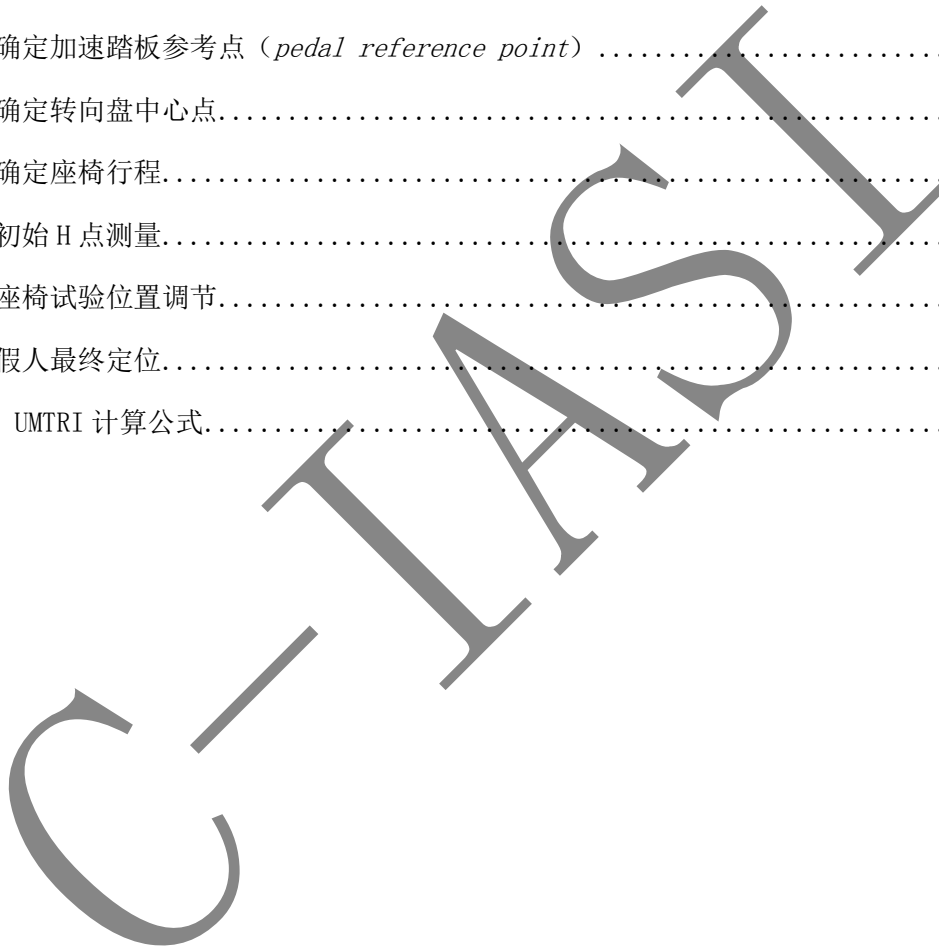 确定加速踏板参考点（pedal reference point）................................
确定转向盘中心点................................................................
确定座椅行程................................................................
初始 H 点测量................................................................
座椅试验位置调节................................................................
假人最终定位................................................................
UMTRI 计算公式................................................................
C-IASI